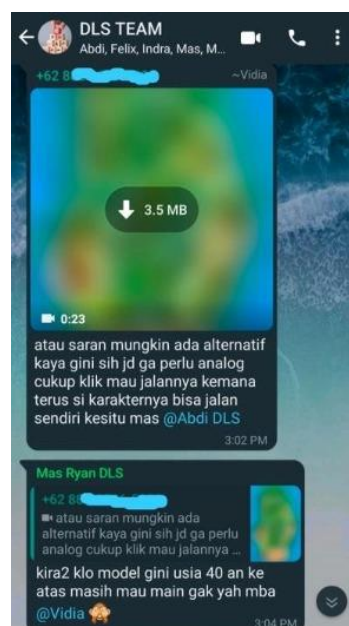 DLS TEAM
Abdi, Felix, Indra, Mas, M...
+62 8
~Vidia
3.5 MB
0:23
atau saran mungkin ada alternatif
kaya gini sih jd ga perlu analog
cukup klik mau jalannya kemana
terus si karakternya bisa jalan
sendiri kesitu mas @Abdi DLS
3:02 PM
Mas Ryan DLS
+62 88
atau saran mungkin ada
alternatif kaya gini sih jd ga perlu
analog cukup klik mau jalannya ...
kira2 klo model gini usia 40 an ke
atas masih mau main gak yah mba
@Vidia
3:04 PM